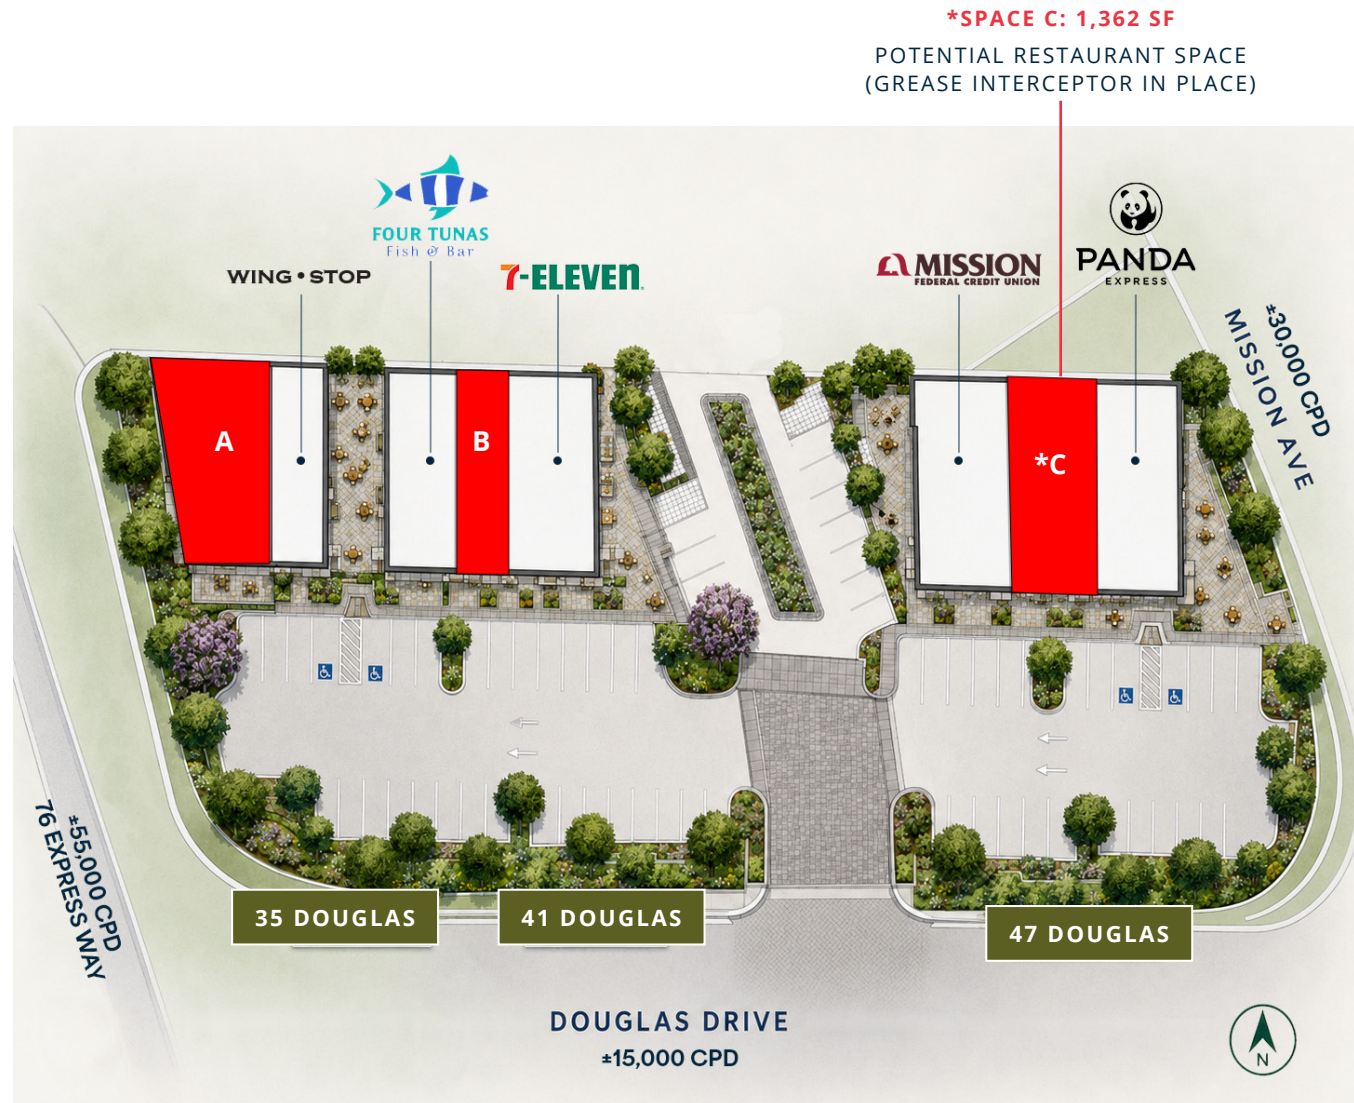 *SPACE C: 1,362 SF
POTENTIAL RESTAURANT SPACE
(GREASE INTERCEPTOR IN PLACE)
FOUR TUNAS
Fish & Bar
WING•STOP
7-ELEVEN
MISSION
FEDERAL CREDIT UNION
PANDA
EXPRESS
±30,000 CPD
MISSION AVE
A
B
*C
±55,000 CPD
76 EXPRESS WAY
35 DOUGLAS
41 DOUGLAS
47 DOUGLAS
DOUGLAS DRIVE
±15,000 CPD
N